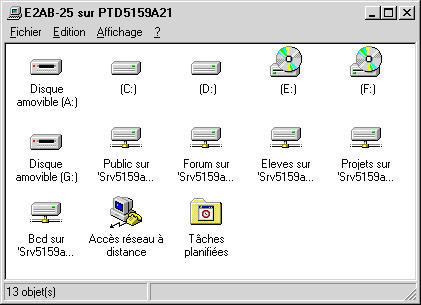 E2AB-25 sur PTD5159A21
Fichier Edition Affichage ?
Disque amovible (A:)
(C:)
(D:)
(E:)
(F:)
Disque amovible (G:)
Public sur 'Srv5159a...
Forum sur 'Srv5159a...
Eleves sur 'Srv5159a...
Projets sur 'Srv5159a...
Bcd sur 'Srv5159a...
Accès réseau à distance
Tâches planifiées
13 objet(s)